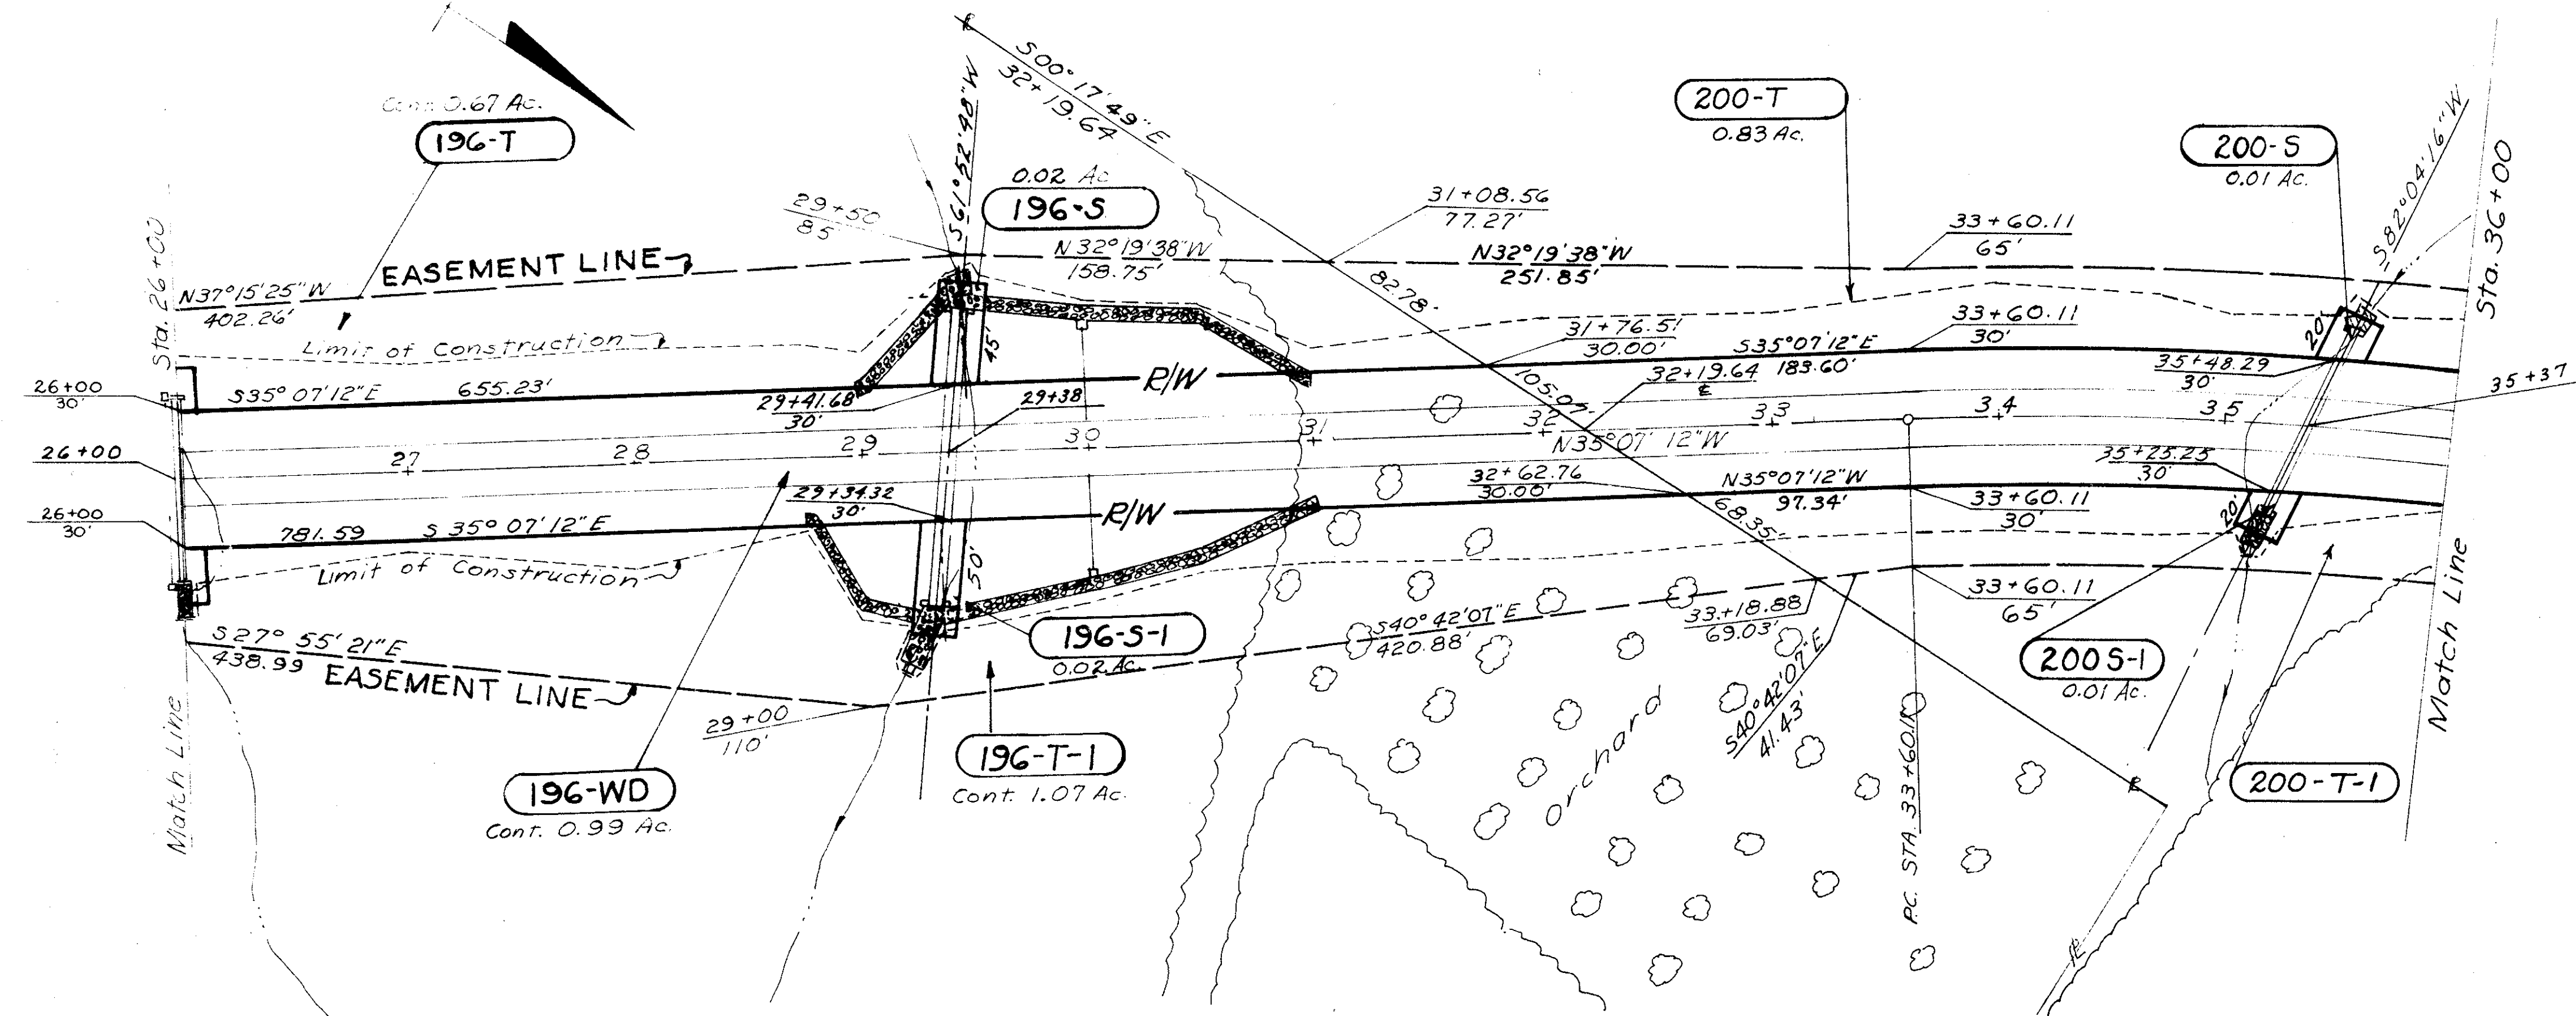 Cont. 0.67 Ac.
196-T
Sta. 26+00
N37°15'25"W
402.26'
EASEMENT LINE
Limit of Construction
S35°07'12"E 655.23'
26+00
30'
26+00
26+00
30'
27
28
29
30
31
32
33
34
35
781.59 S 35°07'12"E
Limit of Construction
S27°55'21"E
438.99
EASEMENT LINE
Match Line
29+00
110'
196-WD
Cont. 0.99 Ac.
196-T-1
Cont. 1.07 Ac.
196-S-1
0.02 Ac.
50'
29+34.32
30'
29+41.68
30'
29+38
45'
R/W
R/W
29+50
85'
S61°52'48"W
0.02 Ac
196-S
N32°19'38"W
158.75'
S00°17'49"E
32+19.64
31+08.56
77.27'
N32°19'38"W
251.85'
82.78
200-T
0.83 Ac.
33+60.11
65'
200-S
0.01 Ac.
S82°04'16"W
Sta. 36+00
31+76.51
30.00'
S35°07'12"E
183.60'
33+60.11
30'
105.07
32+19.64
℄
N35°07'12"W
20'
35+48.29
30'
35+37
32+62.76
30.00'
N35°07'12"W
97.34'
33+60.11
30'
35+25.25
30'
20'
68.35
33+18.88
69.03'
33+60.11
65'
S40°42'07"E
420.88'
S40°42'07"E
41.43'
Orchard
P.C. STA. 33+60.11
200S-1
0.01 Ac.
200-T-1
Match Line